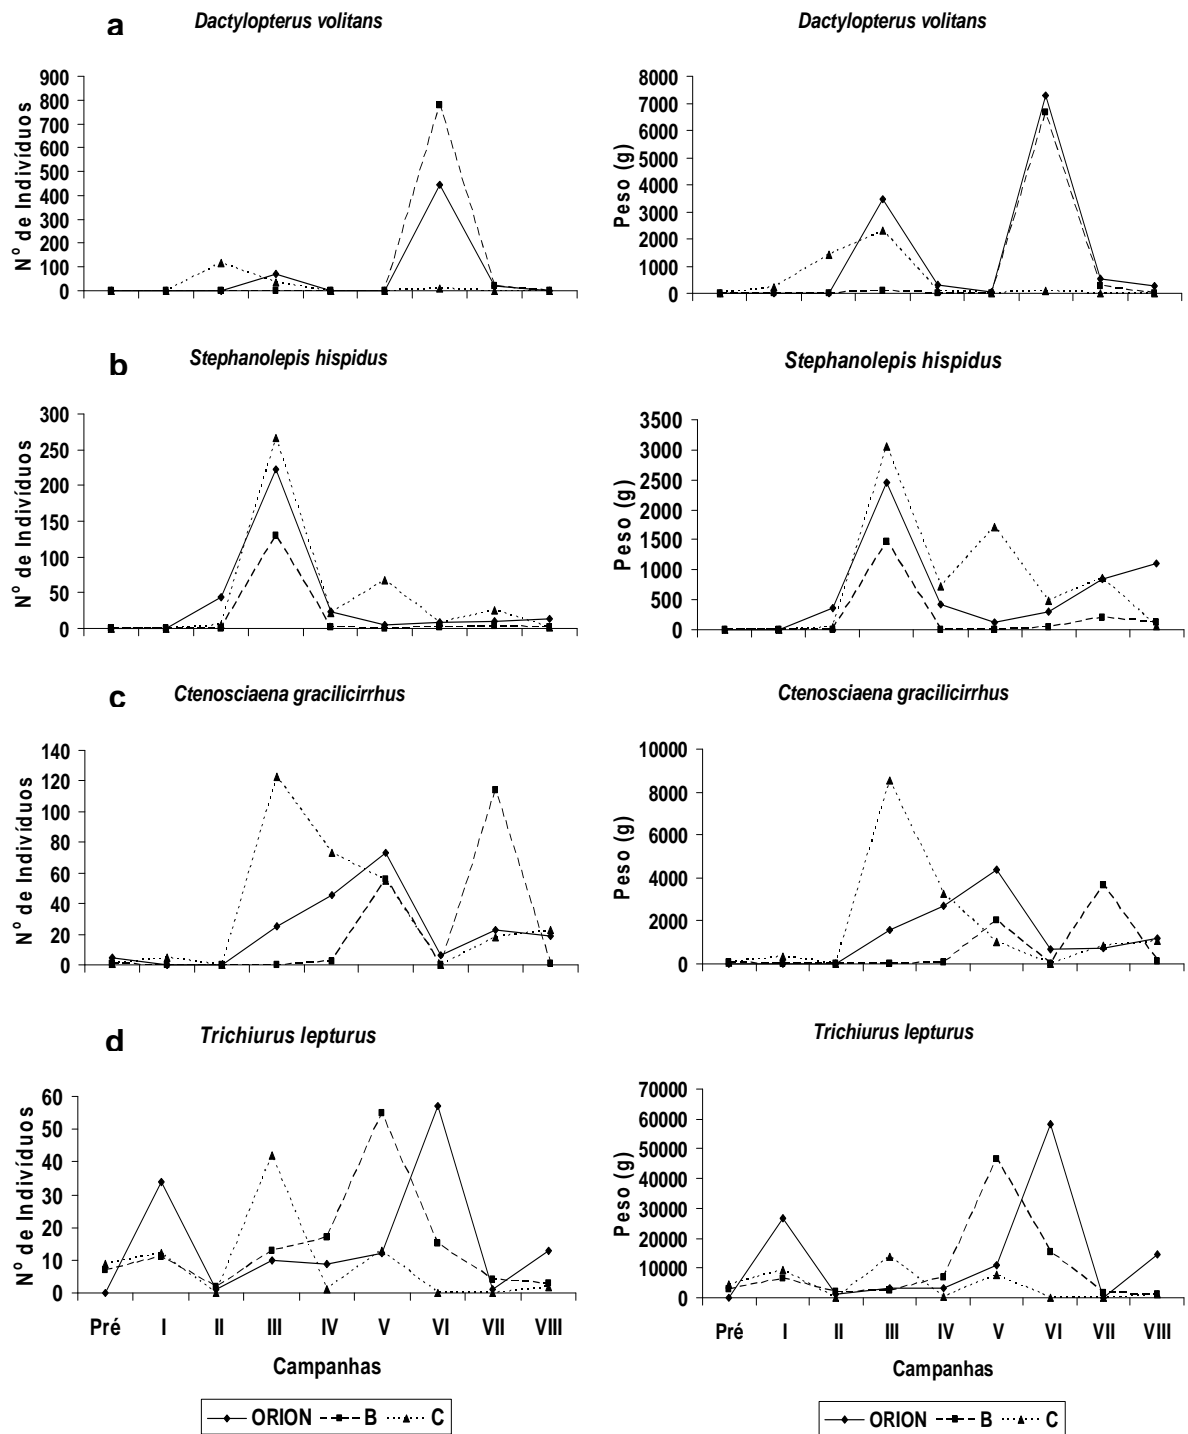 a
Dactylopterus volitans
Dactylopterus volitans
Nº de Indivíduos
900
800
700
600
500
400
300
200
100
0
Peso (g)
8000
7000
6000
5000
4000
3000
2000
1000
0
b
Stephanolepis hispidus
Stephanolepis hispidus
Nº de Indivíduos
300
250
200
150
100
50
0
Peso (g)
3500
3000
2500
2000
1500
1000
500
0
c
Ctenosciaena gracilicirrhus
Ctenosciaena gracilicirrhus
Nº de Indivíduos
140
120
100
80
60
40
20
0
Peso (g)
10000
8000
6000
4000
2000
0
d
Trichiurus lepturus
Trichiurus lepturus
Nº de Indivíduos
60
50
40
30
20
10
0
Pré I II III IV V VI VII VIII
Campanhas
ORION B C
Peso (g)
70000
60000
50000
40000
30000
20000
10000
0
Pré I II III IV V VI VII VIII
Campanhas
ORION B C